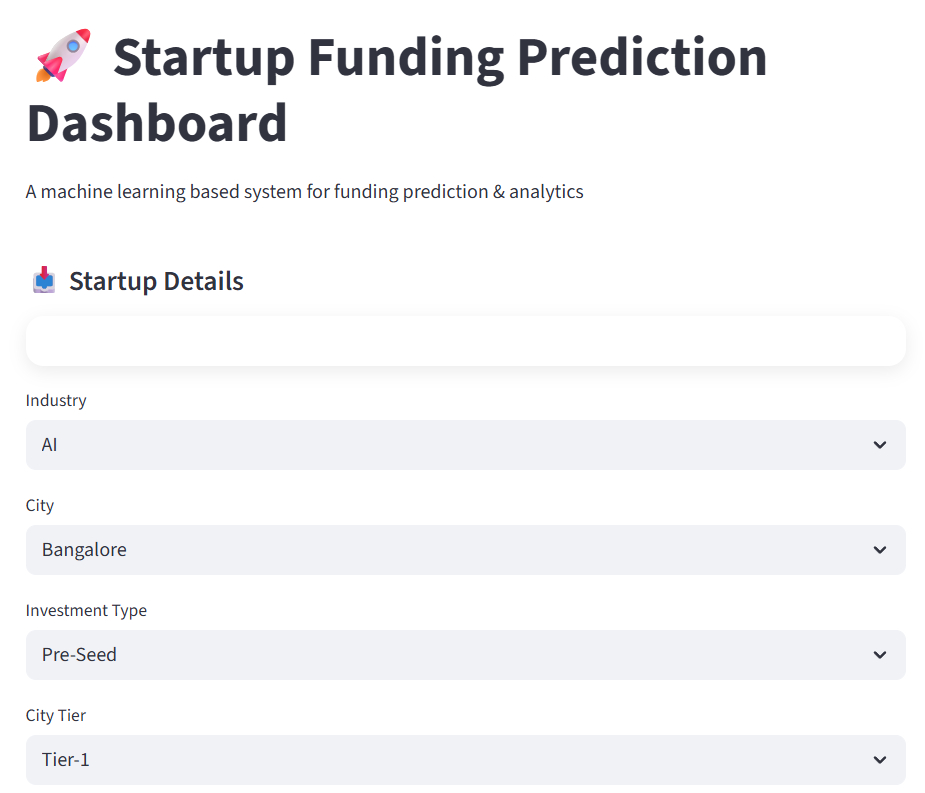 🚀 Startup Funding Prediction
Dashboard
A machine learning based system for funding prediction & analytics
📥 Startup Details
Industry
AI
City
Bangalore
Investment Type
Pre-Seed
City Tier
Tier-1